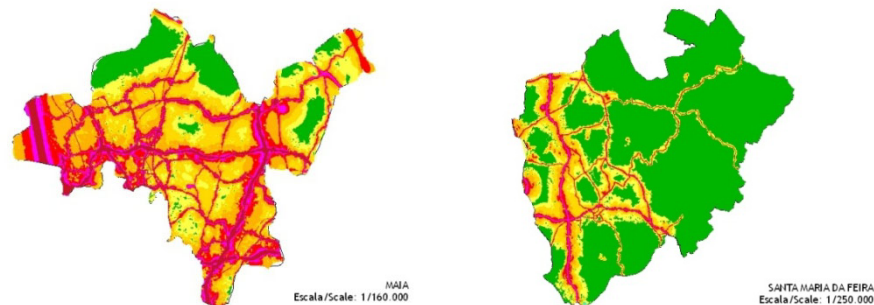 MAIA
Escala/Scale: 1/160.000
SANTA MARIA DA FEIRA
Escala/Scale: 1/250.000